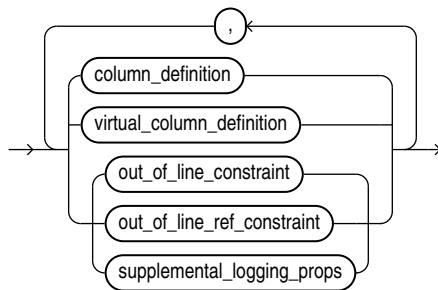 ,
column_definition
virtual_column_definition
out_of_line_constraint
out_of_line_ref_constraint
supplemental_logging_props